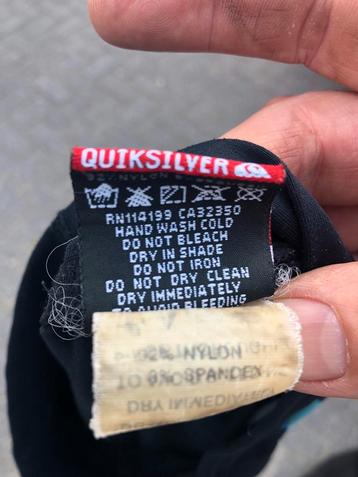 QUIKSILVER
RN114199 CA32350
HAND WASH COLD
DO NOT BLEACH
DRY IN SHADE
DO NOT IRON
DO NOT DRY CLEAN
DRY IMMEDIATELY
TO AVOID BLEEDING
92% NYLON
8% SPANDEX